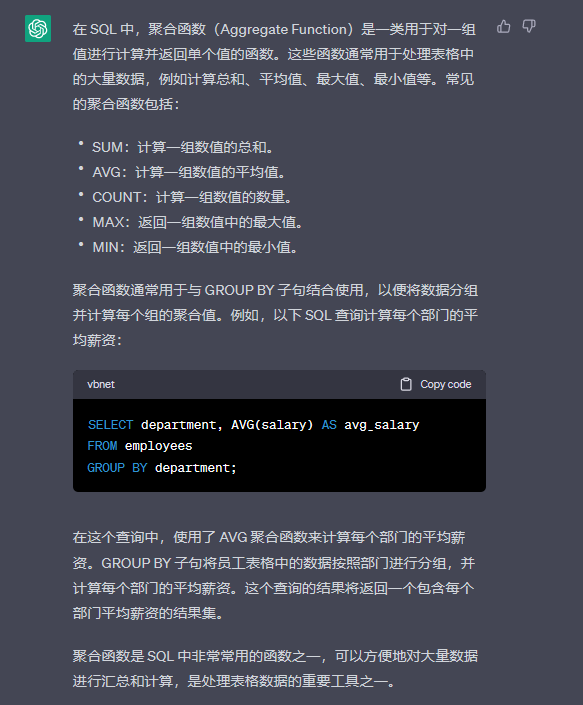 在 SQL 中，聚合函数（Aggregate Function）是一类用于对一组
值进行计算并返回单个值的函数。这些函数通常用于处理表格中
的大量数据，例如计算总和、平均值、最大值、最小值等。常见
的聚合函数包括：
• SUM：计算一组数值的总和。
• AVG：计算一组数值的平均值。
• COUNT：计算一组数值的数量。
• MAX：返回一组数值中的最大值。
• MIN：返回一组数值中的最小值。
聚合函数通常用于与 GROUP BY 子句结合使用，以便将数据分组
并计算每个组的聚合值。例如，以下 SQL 查询计算每个部门的平
均薪资：
vbnet Copy code
SELECT department, AVG(salary) AS avg_salary
FROM employees
GROUP BY department;
在这个查询中，使用了 AVG 聚合函数来计算每个部门的平均薪
资。GROUP BY 子句将员工表格中的数据按照部门进行分组，并
计算每个部门的平均薪资。这个查询的结果将返回一个包含每个
部门平均薪资的结果集。
聚合函数是 SQL 中非常常用的函数之一，可以方便地对大量数据
进行汇总和计算，是处理表格数据的重要工具之一。